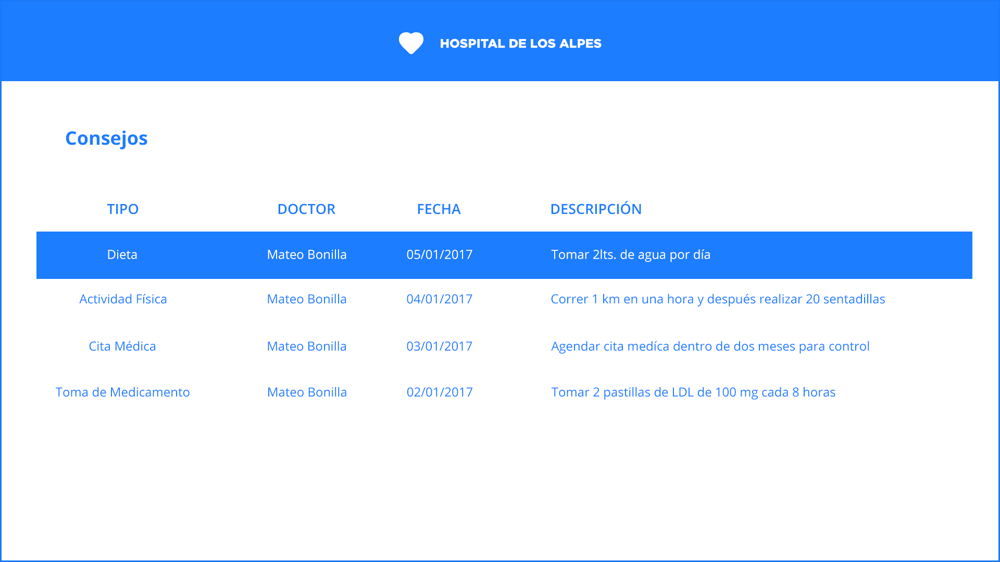 HOSPITAL DE LOS ALPES
Consejos
TIPO DOCTOR FECHA DESCRIPCIÓN
Dieta Mateo Bonilla 05/01/2017 Tomar 2lts. de agua por día
Actividad Física Mateo Bonilla 04/01/2017 Correr 1 km en una hora y después realizar 20 sentadillas
Cita Médica Mateo Bonilla 03/01/2017 Agendar cita medíca dentro de dos meses para control
Toma de Medicamento Mateo Bonilla 02/01/2017 Tomar 2 pastillas de LDL de 100 mg cada 8 horas